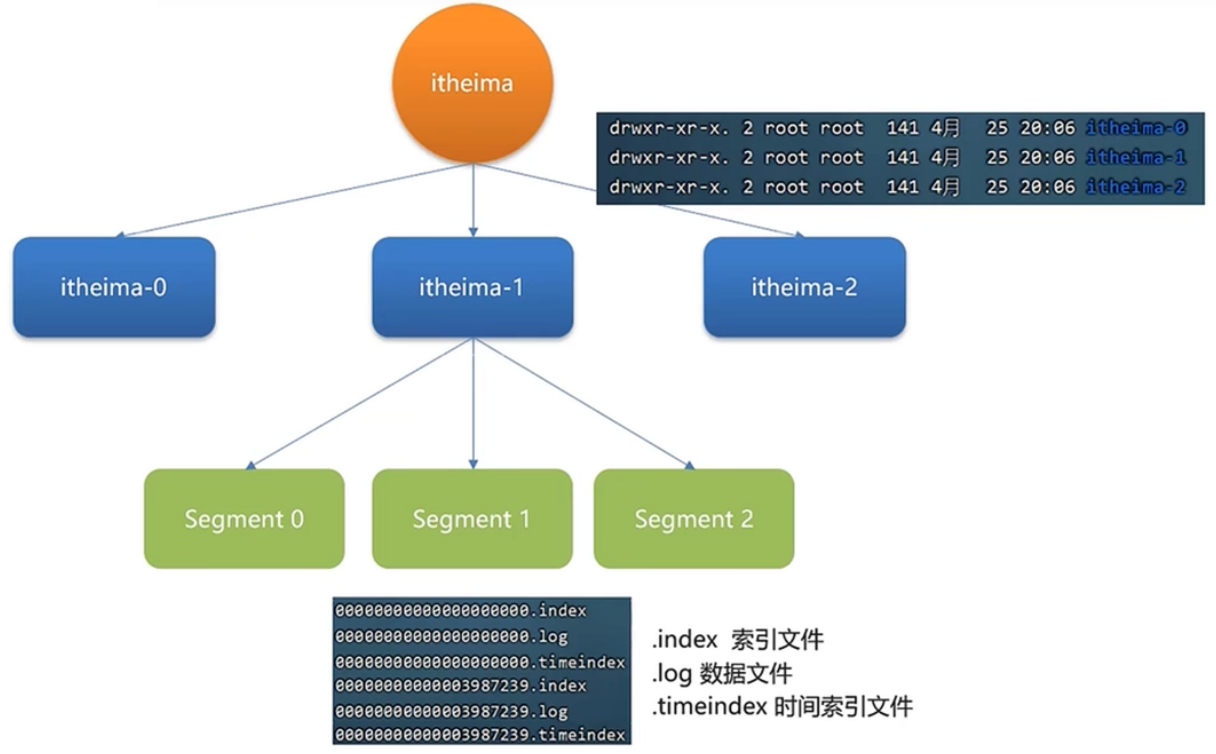 itheima
drwxr-xr-x. 2 root root 141 4月 25 20:06 itheima-0
drwxr-xr-x. 2 root root 141 4月 25 20:06 itheima-1
drwxr-xr-x. 2 root root 141 4月 25 20:06 itheima-2
itheima-0
itheima-1
itheima-2
Segment 0
Segment 1
Segment 2
00000000000000000000.index
00000000000000000000.log
00000000000000000000.timeindex
00000000000003987239.index
00000000000003987239.log
00000000000003987239.timeindex
.index 索引文件
.log 数据文件
.timeindex 时间索引文件